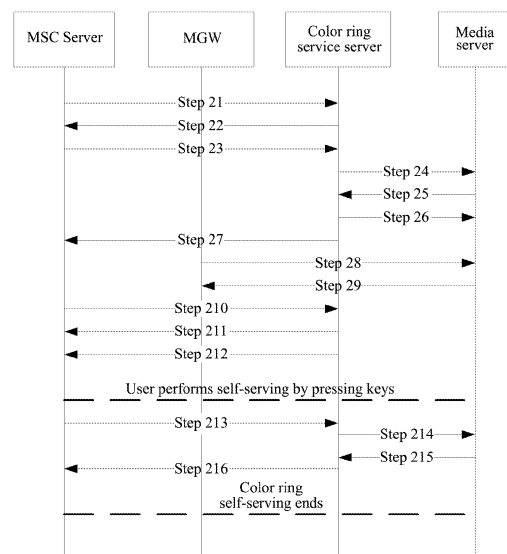 MSC Server
MGW
Color ring
service server
Media
server
Step 21
Step 22
Step 23
Step 24
Step 25
Step 26
Step 27
Step 28
Step 29
Step 210
Step 211
Step 212
User performs self-serving by pressing keys
Step 213
Step 214
Step 215
Step 216
Color ring
self-serving ends